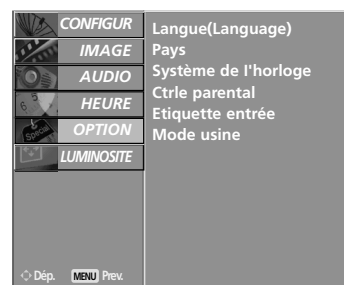 CONFIGUR
IMAGE
AUDIO
HEURE
OPTION
LUMINOSITE
Langue(Language)
Pays
Système de l'horloge
Ctrle parental
Etiquette entrée
Mode usine
Special
Dép. MENU Prev.